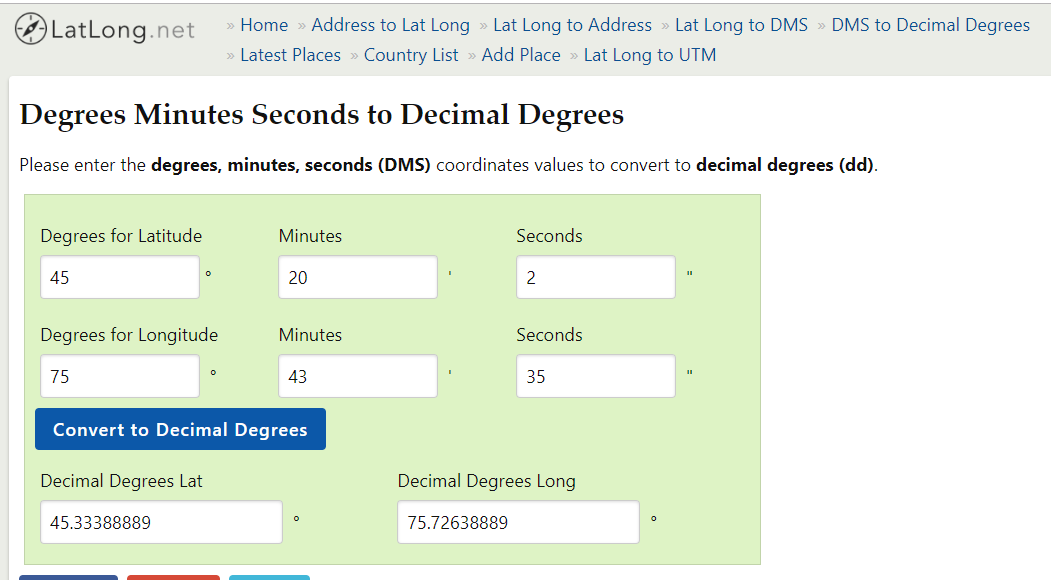 LatLong.net
» Home » Address to Lat Long » Lat Long to Address » Lat Long to DMS » DMS to Decimal Degrees
» Latest Places » Country List » Add Place » Lat Long to UTM
Degrees Minutes Seconds to Decimal Degrees
Please enter the degrees, minutes, seconds (DMS) coordinates values to convert to decimal degrees (dd).
Degrees for Latitude Minutes Seconds
45 ° 20 ' 2 "
Degrees for Longitude Minutes Seconds
75 ° 43 ' 35 "
Convert to Decimal Degrees
Decimal Degrees Lat Decimal Degrees Long
45.33388889 ° 75.72638889 °